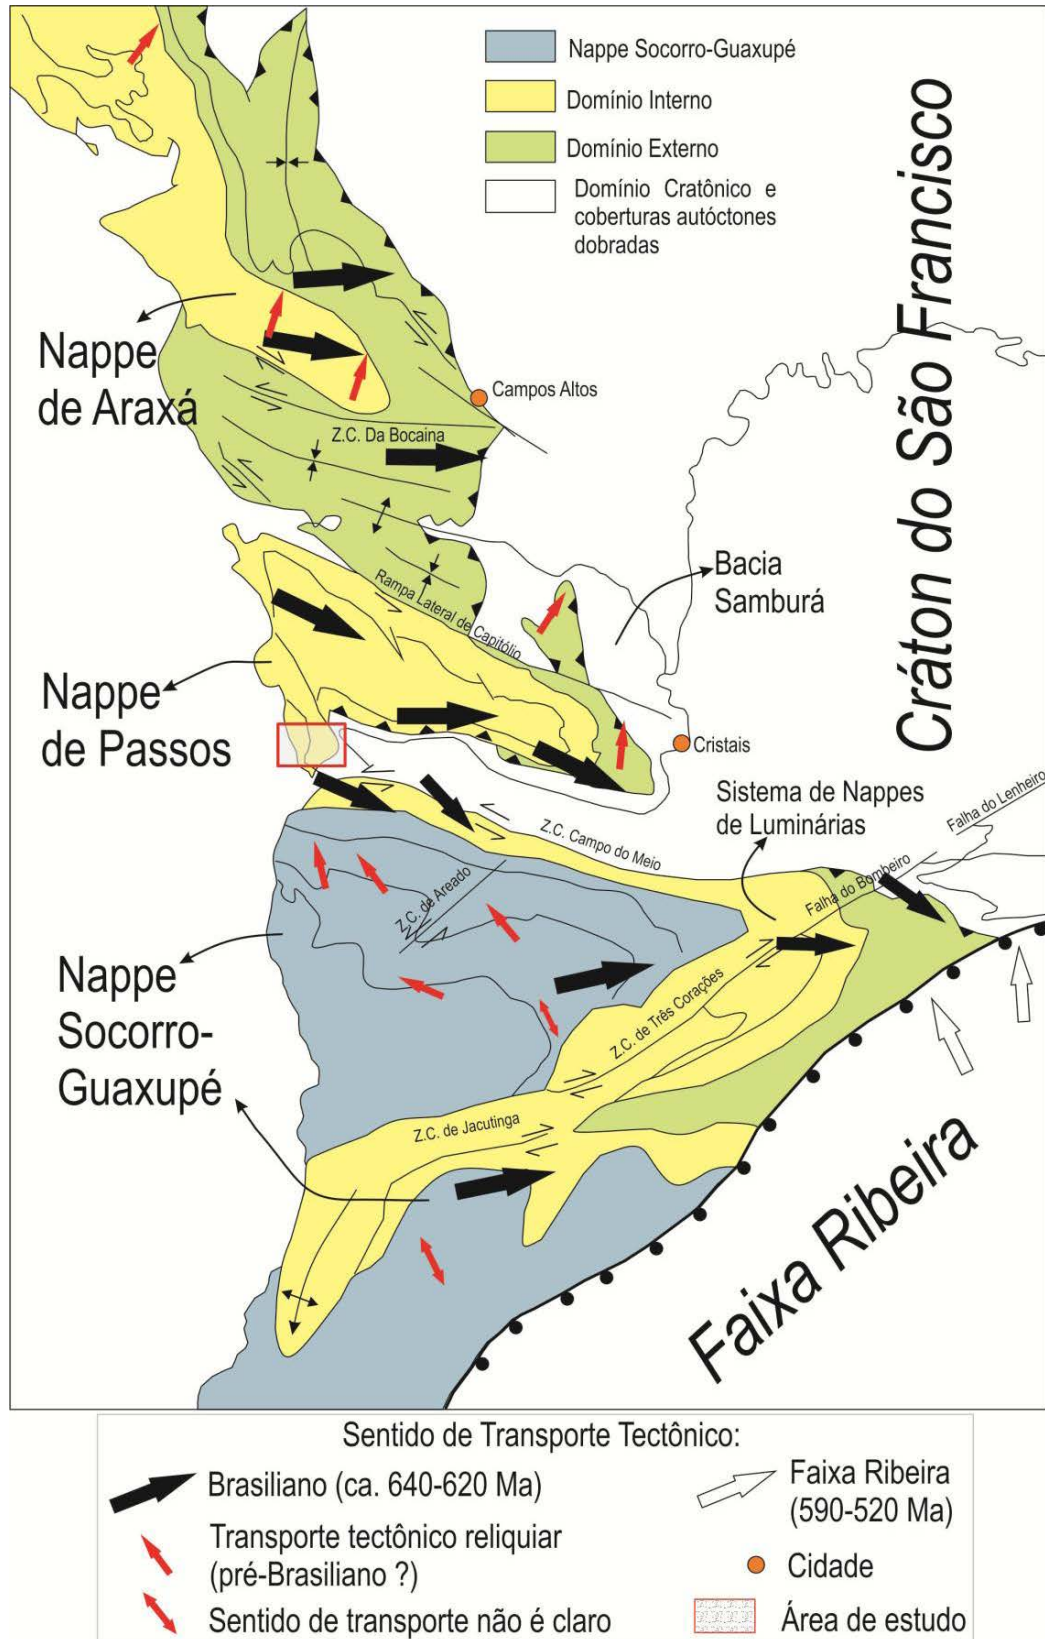 Nappe Socorro-Guaxupé
Domínio Interno
Domínio Externo
Domínio Cratônico e
coberturas autóctones
dobradas
Cráton do São Francisco
Nappe
de Araxá
Campos Altos
Z.C. Da Bocaina
Rampa Lateral de Capitólio
Bacia
Samburá
Nappe
de Passos
Cristais
Sistema de Nappes
de Luminárias
Falha do Lenheiro
Z.C. Campo do Meio
Falha do Bombeiro
Z.C. de Areado
Nappe
Socorro-
Guaxupé
Z.C. de Três Corações
Z.C. de Jacutinga
Faixa Ribeira
Sentido de Transporte Tectônico:
Brasiliano (ca. 640-620 Ma)
Transporte tectônico reliquiar
(pré-Brasiliano ?)
Sentido de transporte não é claro
Faixa Ribeira
(590-520 Ma)
Cidade
Área de estudo